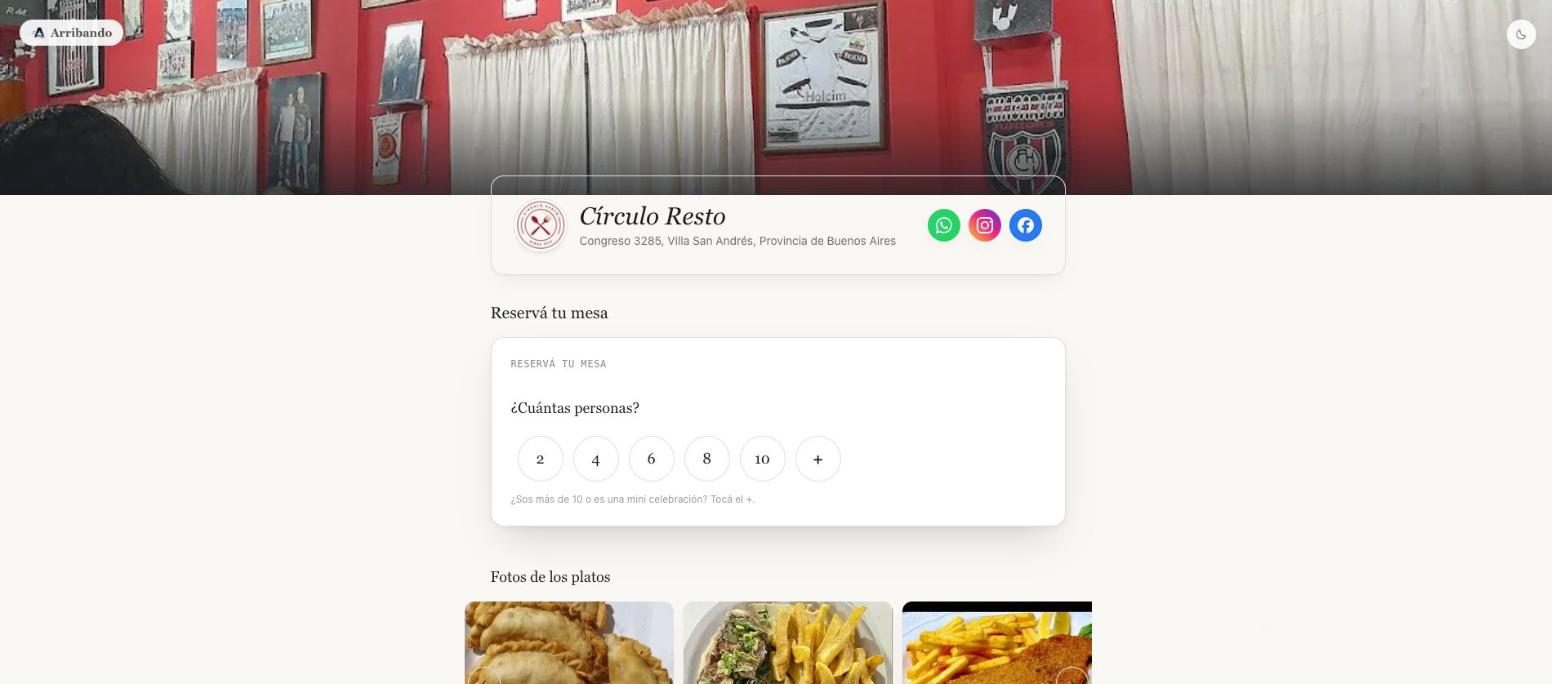 Arribando
Holcim
Círculo Resto
Congreso 3285, Villa San Andrés, Provincia de Buenos Aires
Reservá tu mesa
RESERVÁ TU MESA
¿Cuántas personas?
2 4 6 8 10 +
¿Sos más de 10 o es una mini celebración? Tocá el +.
Fotos de los platos